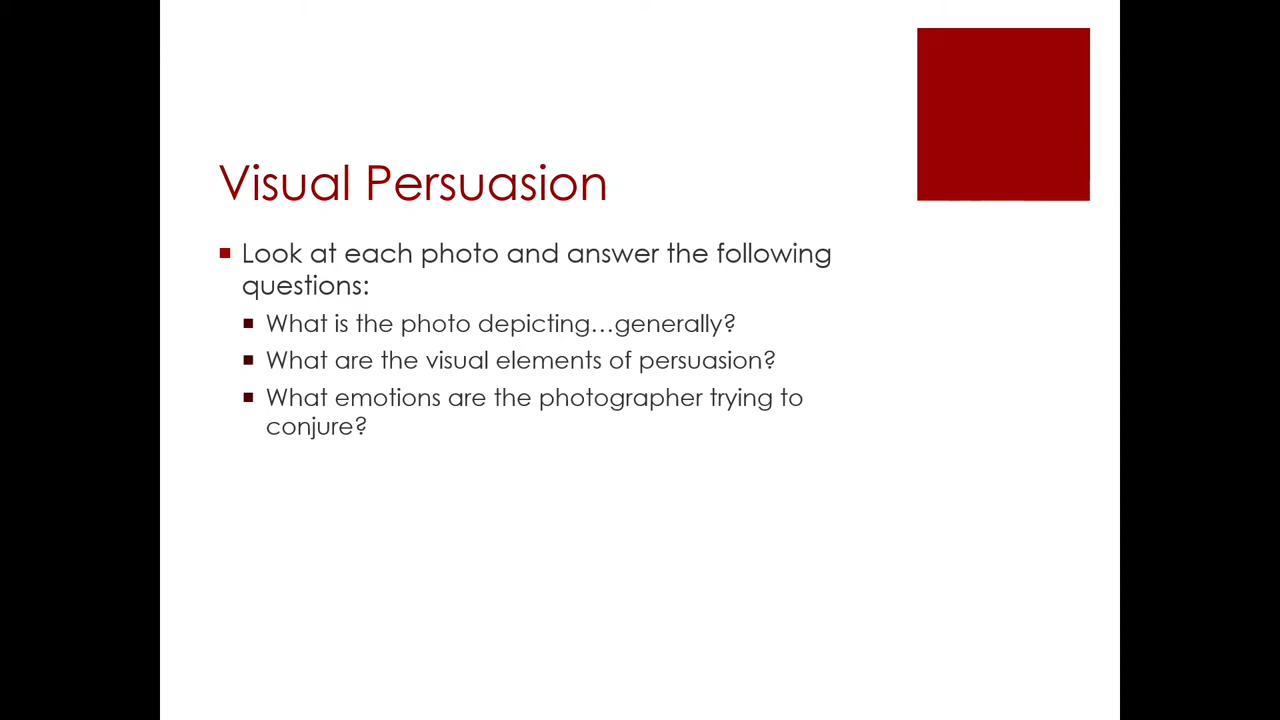 Visual Persuasion
Look at each photo and answer the following
questions:
What is the photo depicting...generally?
What are the visual elements of persuasion?
What emotions are the photographer trying to
conjure?